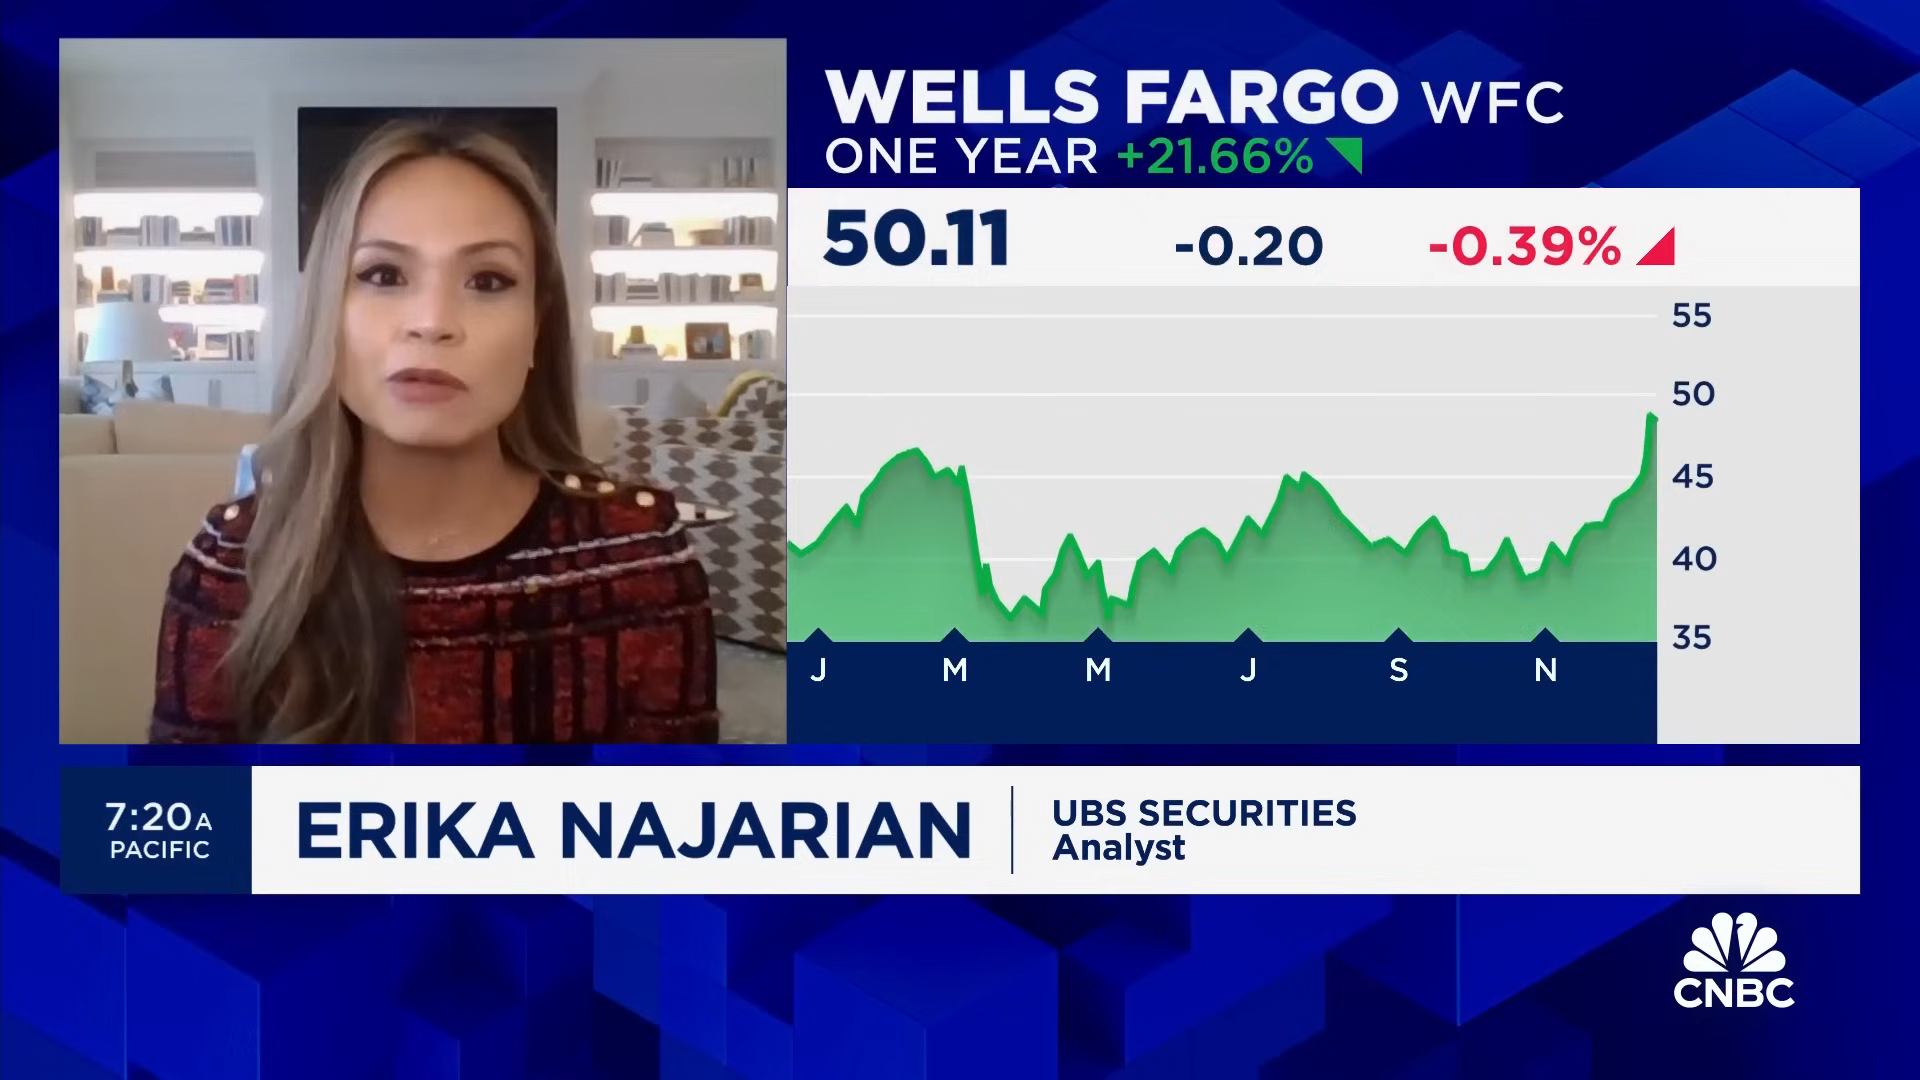 WELLS FARGO WFC
ONE YEAR +21.66%
50.11 -0.20 -0.39%
55
50
45
40
35
J M M J S N
7:20A
PACIFIC
ERIKA NAJARIAN
UBS SECURITIES
Analyst
CNBC